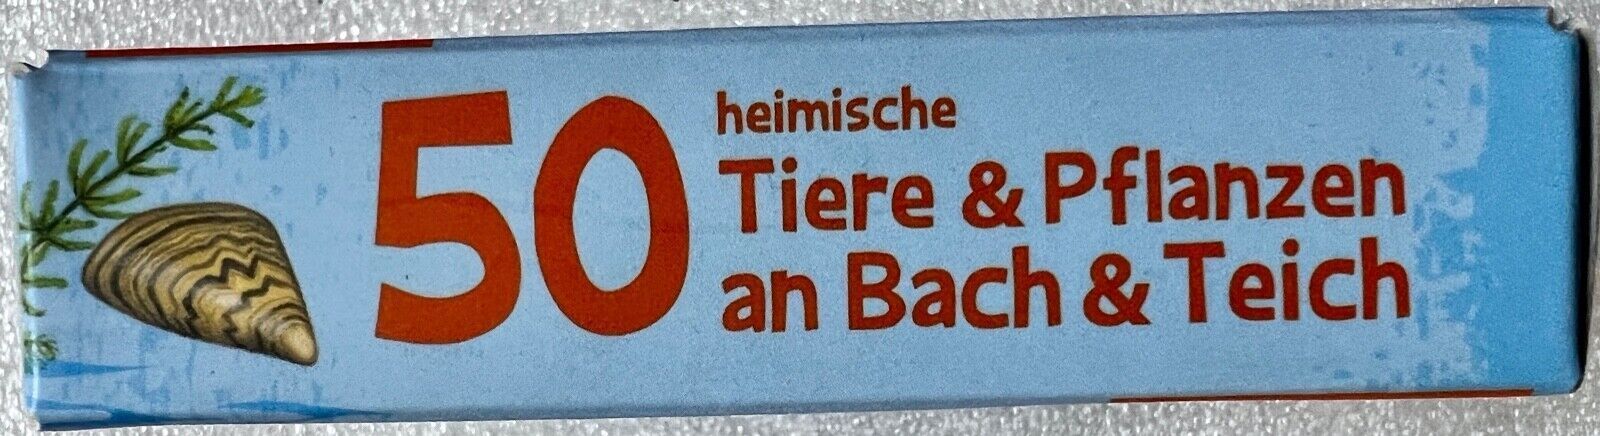 50
heimische
Tiere & Pflanzen
an Bach & Teich